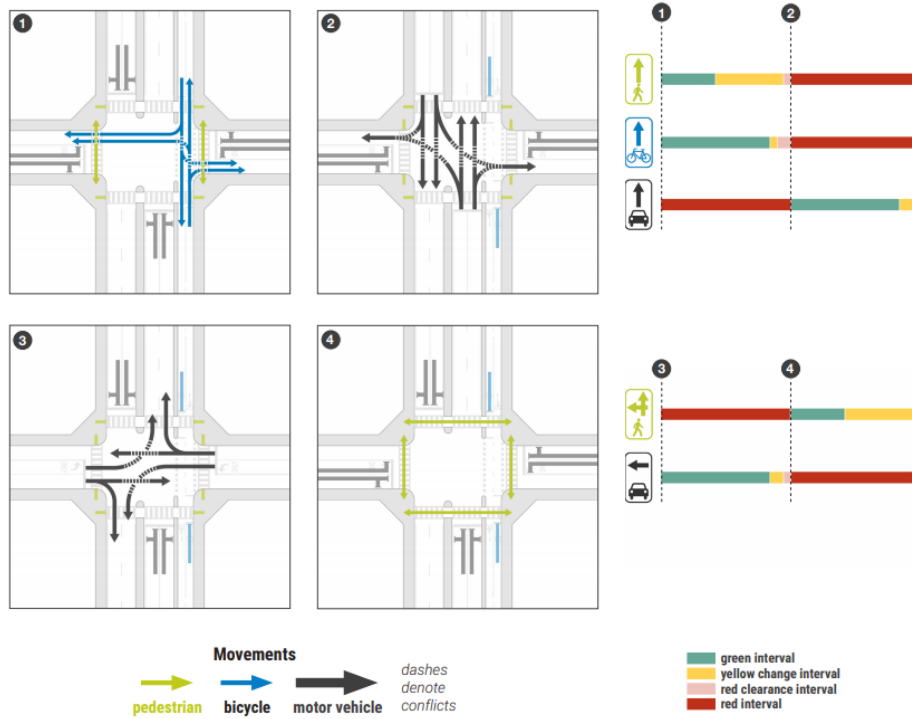 1
2
1
2
3
4
3
4
Movements
pedestrian
bicycle
motor vehicle
dashes
denote
conflicts
green interval
yellow change interval
red clearance interval
red interval